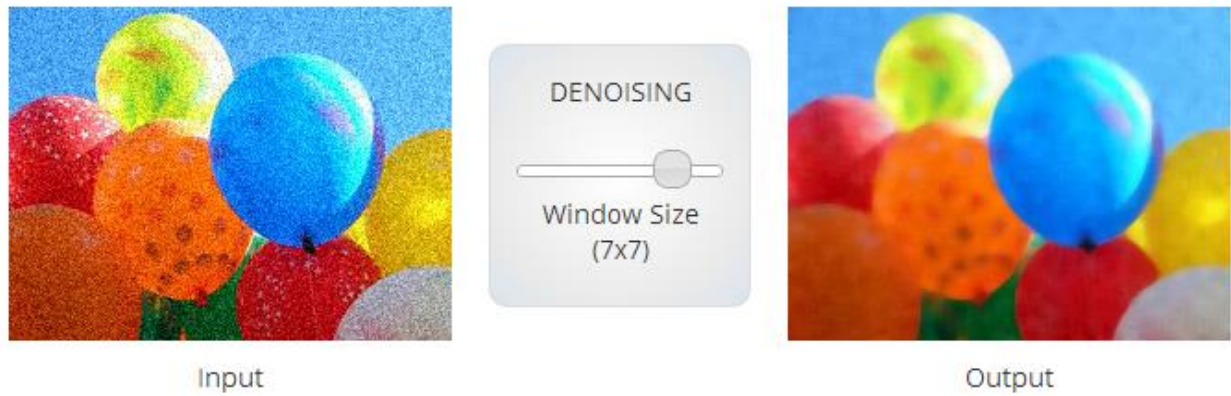 DENOISING
Window Size
(7x7)
Input
Output